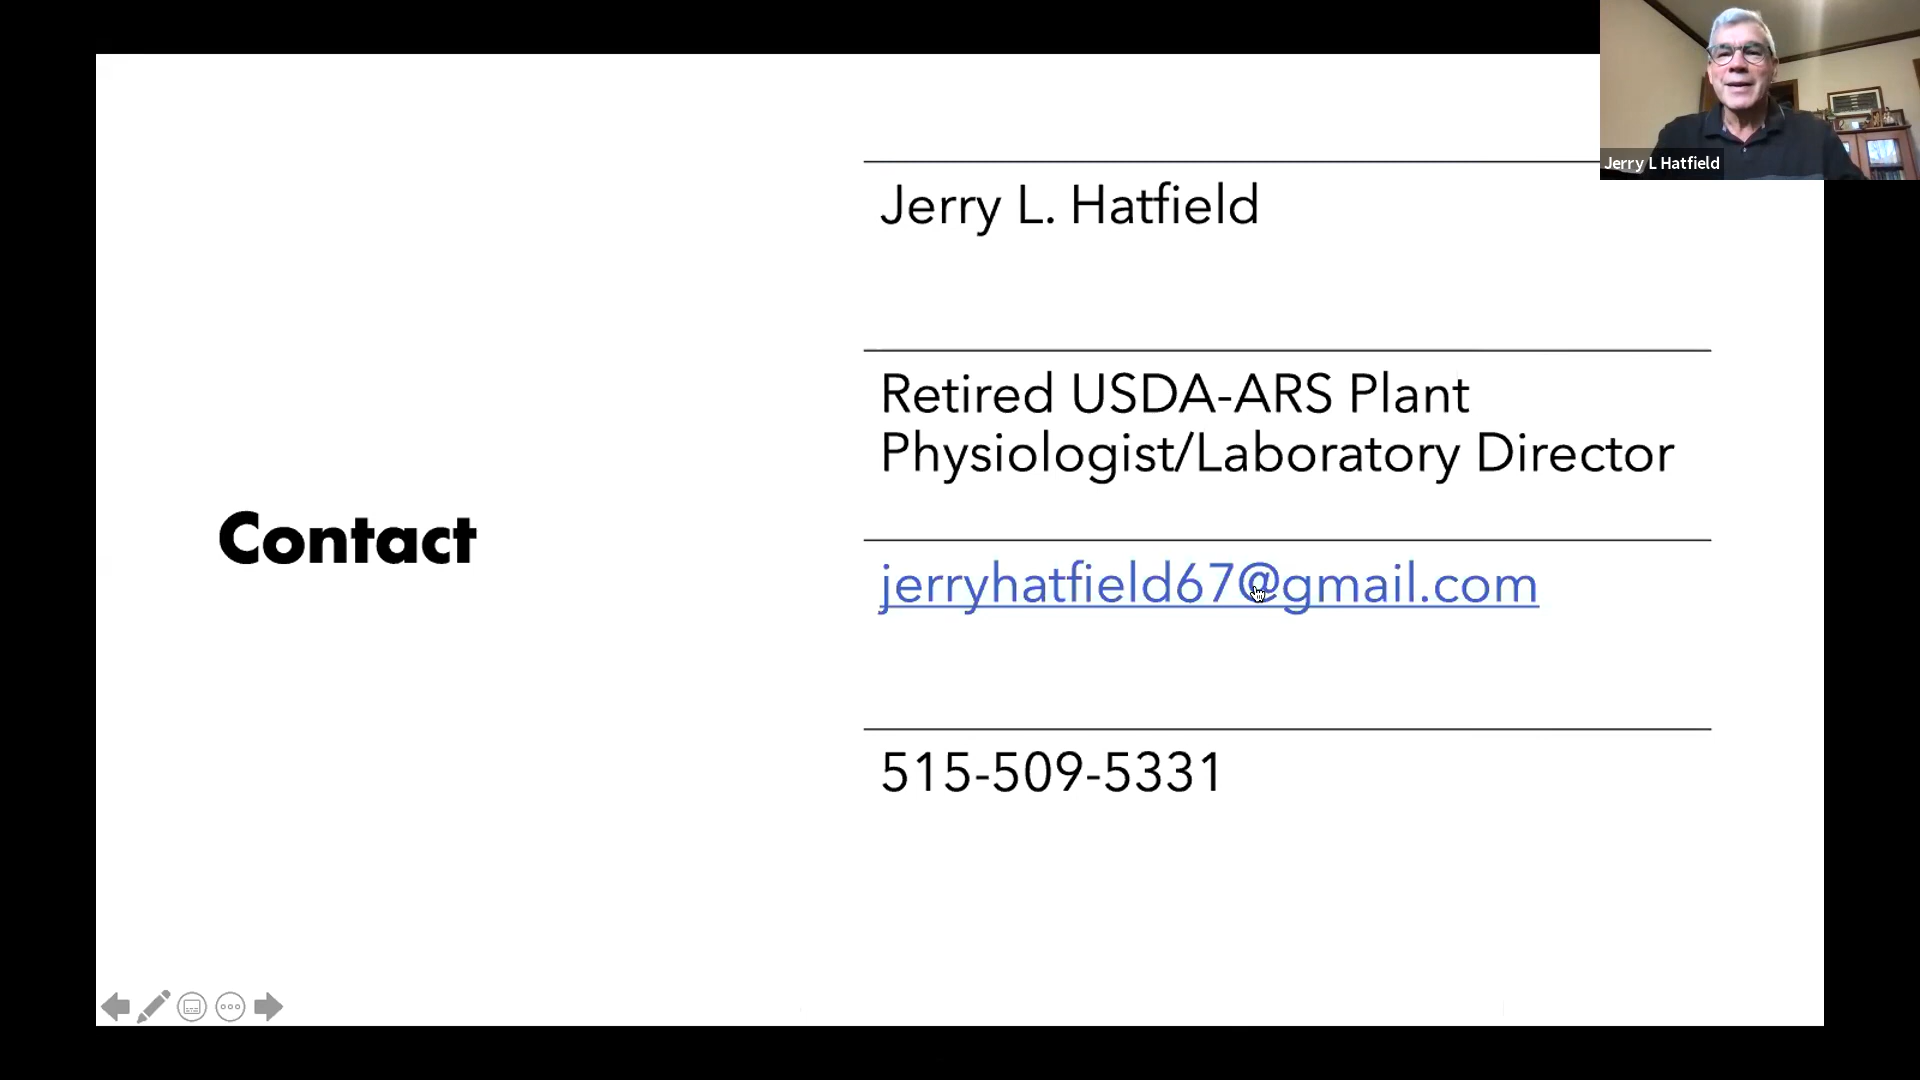 Jerry L Hatfield
Jerry L. Hatfield
Retired USDA-ARS Plant
Physiologist/Laboratory Director
Contact
jerryhatfield67@gmail.com
515-509-5331